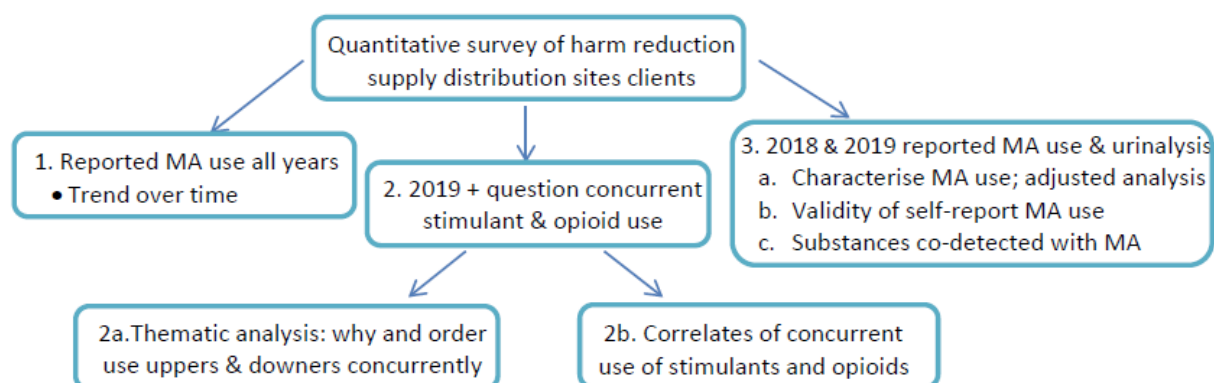 Quantitative survey of harm reduction
supply distribution sites clients
1. Reported MA use all years
• Trend over time
2. 2019 + question concurrent
stimulant & opioid use
3. 2018 & 2019 reported MA use & urinalysis
a. Characterise MA use; adjusted analysis
b. Validity of self-report MA use
c. Substances co-detected with MA
2a.Thematic analysis: why and order
use uppers & downers concurrently
2b. Correlates of concurrent
use of stimulants and opioids